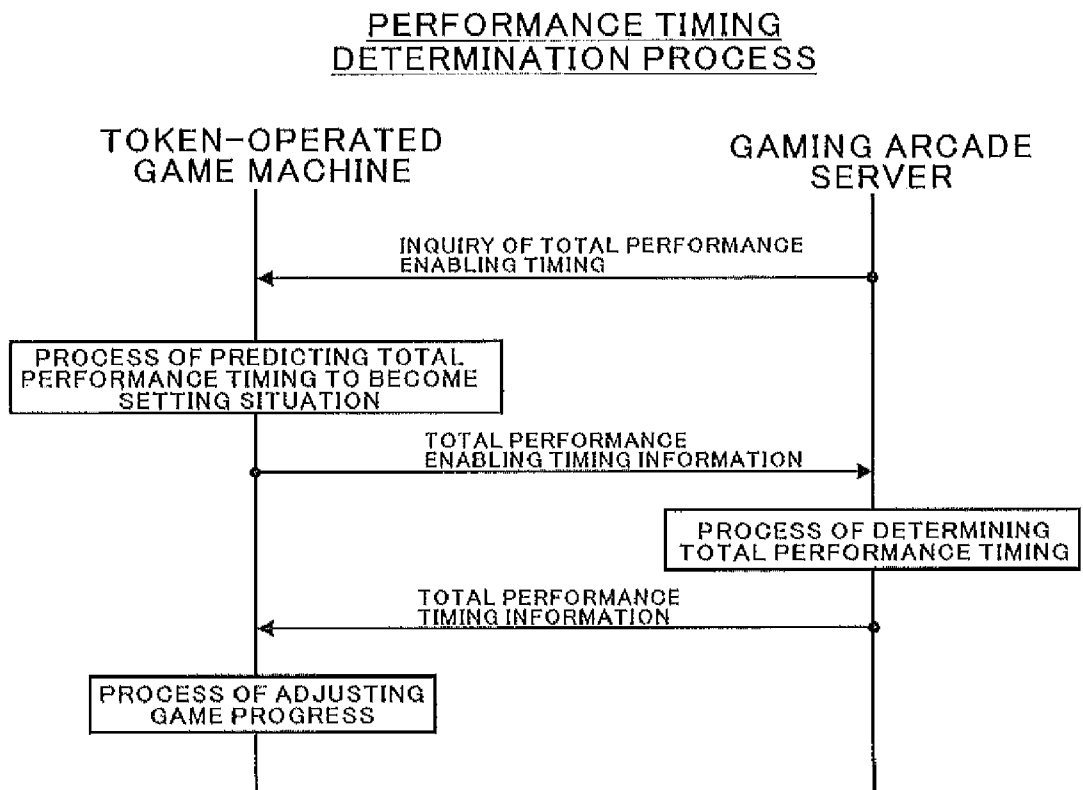 PERFORMANCE TIMING
DETERMINATION PROCESS
TOKEN-OPERATED
GAME MACHINE
GAMING ARCADE
SERVER
INQUIRY OF TOTAL PERFORMANCE
ENABLING TIMING
PROCESS OF PREDICTING TOTAL
PERFORMANCE TIMING TO BECOME
SETTING SITUATION
TOTAL PERFORMANCE
ENABLING TIMING INFORMATION
PROCESS OF DETERMINING
TOTAL PERFORMANCE TIMING
TOTAL PERFORMANCE
TIMING INFORMATION
PROCESS OF ADJUSTING
GAME PROGRESS